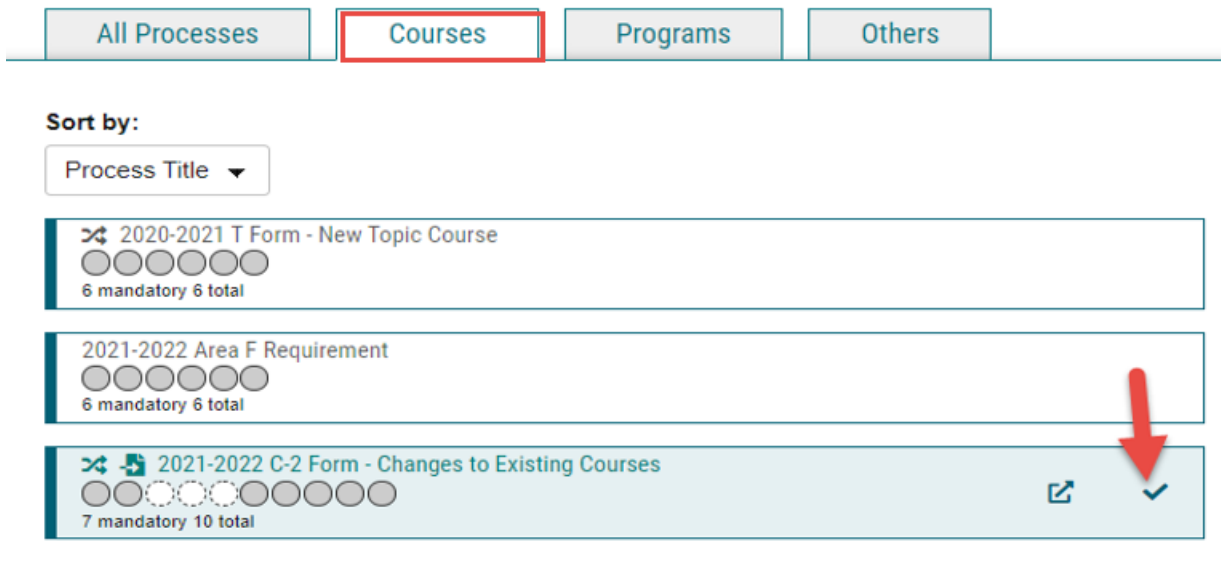 All Processes Courses Programs Others
Sort by:
Process Title
2020-2021 T Form - New Topic Course
6 mandatory 6 total
2021-2022 Area F Requirement
6 mandatory 6 total
2021-2022 C-2 Form - Changes to Existing Courses
7 mandatory 10 total